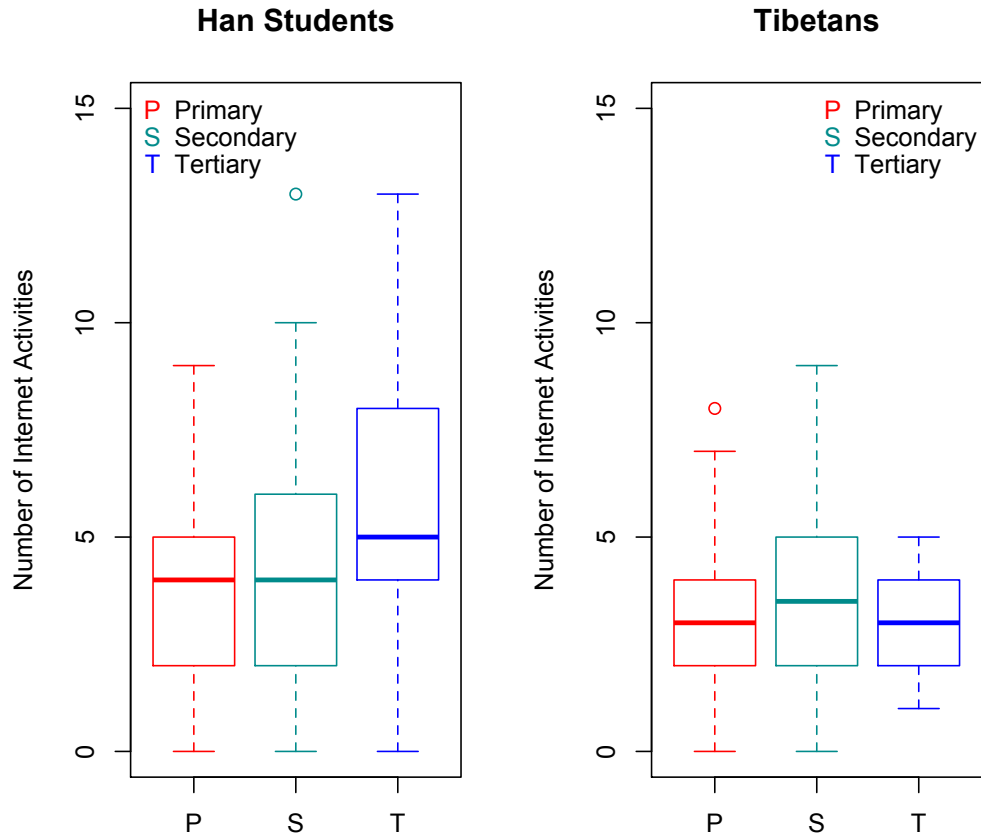 Han Students
P Primary
S Secondary
T Tertiary
Number of Internet Activities
15
10
5
0
P S T
Tibetans
P Primary
S Secondary
T Tertiary
Number of Internet Activities
15
10
5
0
P S T